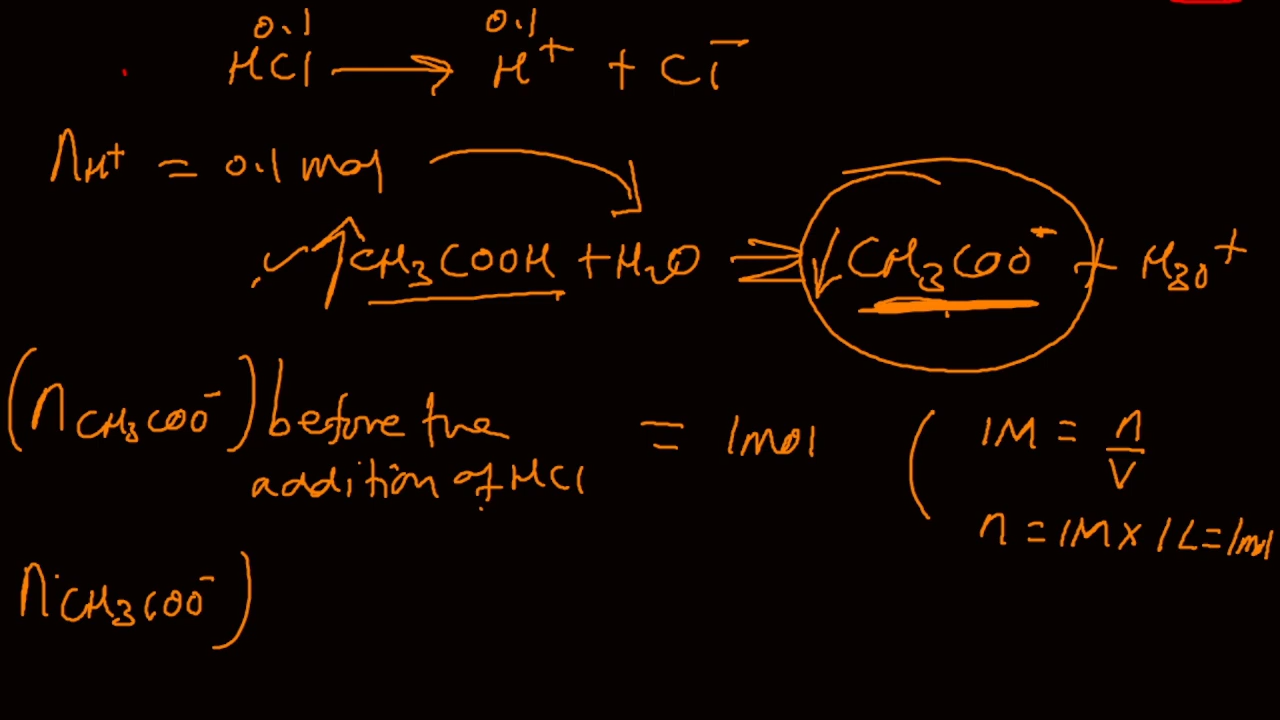 0.1 0.1
HCl ⟶ H⁺ + Cl⁻
nH⁺ = 0.1 mol
✓ ↑CH₃COOH + H₂O ⇌ ↓CH₃COO⁻ + H₃O⁺
(nCH₃COO⁻) before the addition of HCl = 1mol ( 1M = n/V
n = 1M × 1L = 1mol
nCH₃COO⁻)